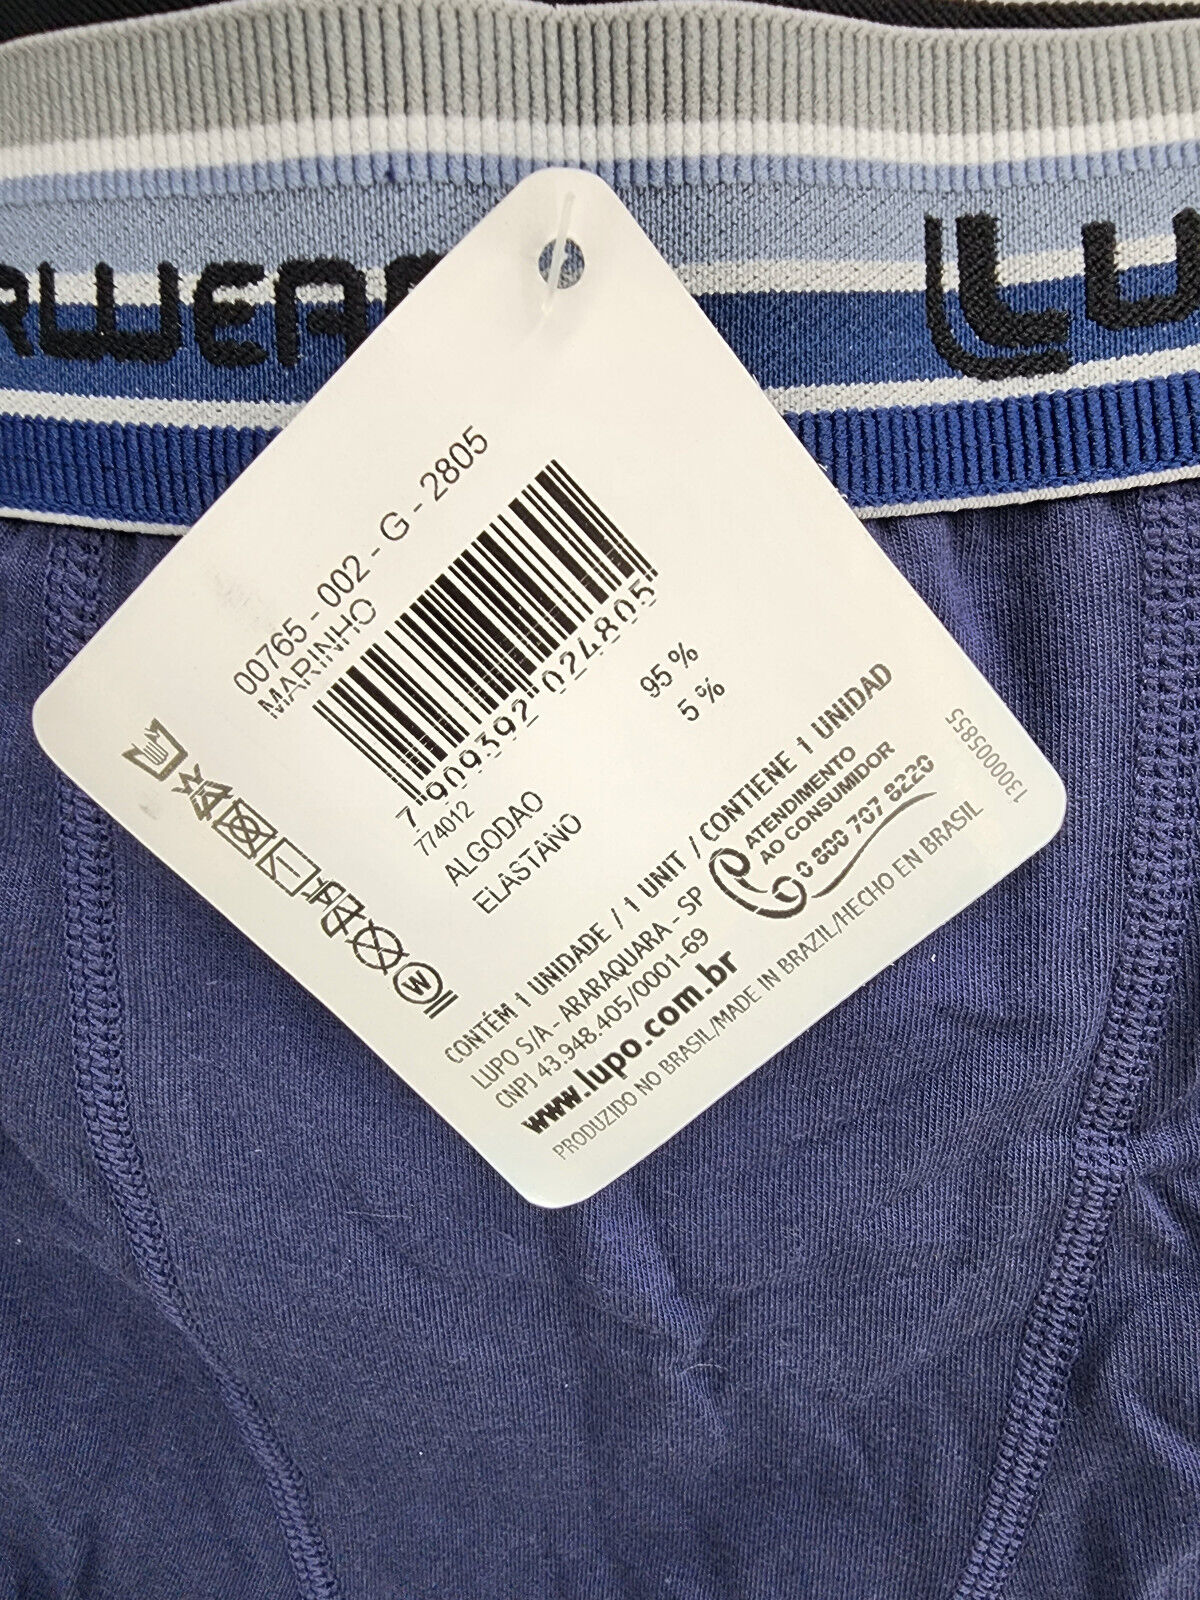 RWEAR
LU
00765 - 002 - G - 2805
MARINHO
7 909392 024805
774012
ALGODAO 95 %
ELASTANO 5 %
W
CONTÉM 1 UNIDADE / 1 UNIT / CONTIENE 1 UNIDAD
LUPO S/A - ARARAQUARA - SP
CNPJ 43.948.405/0001-69
www.lupo.com.br
PRODUZIDO NO BRASIL/MADE IN BRAZIL/HECHO EN BRASIL
ATENDIMENTO
AO CONSUMIDOR
0 800 707 8220
1300005855